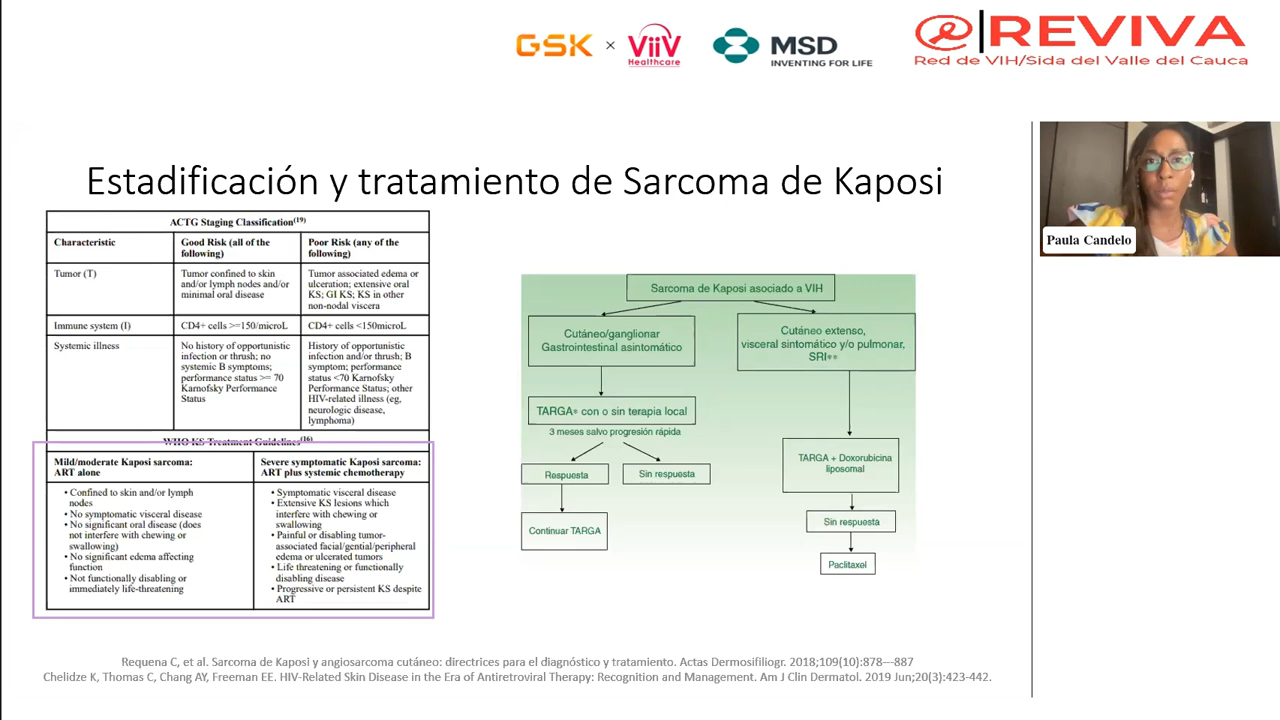 GSK × ViiV Healthcare MSD INVENTING FOR LIFE
REVIVA
Red de VIH/Sida del Valle del Cauca
Paula Candelo
Estadificación y tratamiento de Sarcoma de Kaposi
ACTG Staging Classification(19)
Characteristic
Good Risk (all of the
following)
Poor Risk (any of the
following)
Tumor (T)
Tumor confined to skin
and/or lymph nodes and/or
minimal oral disease
Tumor associated edema or
ulceration; extensive oral
KS; GI KS; KS in other
non-nodal viscera
Immune system (I)
CD4+ cells >=150/microL
CD4+ cells <150microL
Systemic illness
No history of opportunistic
infection or thrush; no
systemic B symptoms;
performance status >= 70
Karnofsky Performance
Status
History of opportunistic
infection and/or thrush; B
symptom; performance
status <70 Karnofsky
Performance Status; other
HIV-related illness (eg,
neurologic disease,
lymphoma)
WHO KS Treatment Guidelines(16)
Mild/moderate Kaposi sarcoma:
ART alone
Severe symptomatic Kaposi sarcoma:
ART plus systemic chemotherapy
• Confined to skin and/or lymph
nodes
• No symptomatic visceral disease
• No significant oral disease (does
not interfere with chewing or
swallowing)
• No significant edema affecting
function
• Not functionally disabling or
immediately life-threatening
• Symptomatic visceral disease
• Extensive KS lesions which
interfere with chewing or
swallowing
• Painful or disabling tumor-
associated facial/gential/peripheral
edema or ulcerated tumors
• Life threatening or functionally
disabling disease
• Progressive or persistent KS despite
ART
Sarcoma de Kaposi asociado a VIH
Cutáneo/ganglionar
Gastrointestinal asintomático
Cutáneo extenso,
visceral sintomático y/o pulmonar,
SRI**
TARGA* con o sin terapia local
3 meses salvo progresión rápida
Respuesta
Sin respuesta
Continuar TARGA
TARGA + Doxorubicina
liposomal
Sin respuesta
Paclitaxel
Requena C, et al. Sarcoma de Kaposi y angiosarcoma cutáneo: directrices para el diagnóstico y tratamiento. Actas Dermosifiliogr. 2018;109(10):878---887
Chelidze K, Thomas C, Chang AY, Freeman EE. HIV-Related Skin Disease in the Era of Antiretroviral Therapy: Recognition and Management. Am J Clin Dermatol. 2019 Jun;20(3):423-442.